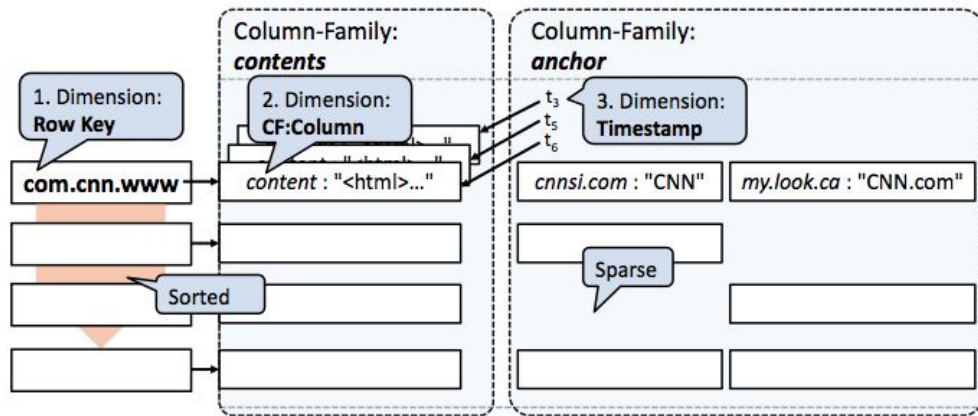 Column-Family:
contents
Column-Family:
anchor
1. Dimension:
Row Key
2. Dimension:
CF:Column
t3
t5
t6
3. Dimension:
Timestamp
com.cnn.www
content : "<html>..."
cnnsi.com : "CNN"
my.look.ca : "CNN.com"
Sorted
Sparse